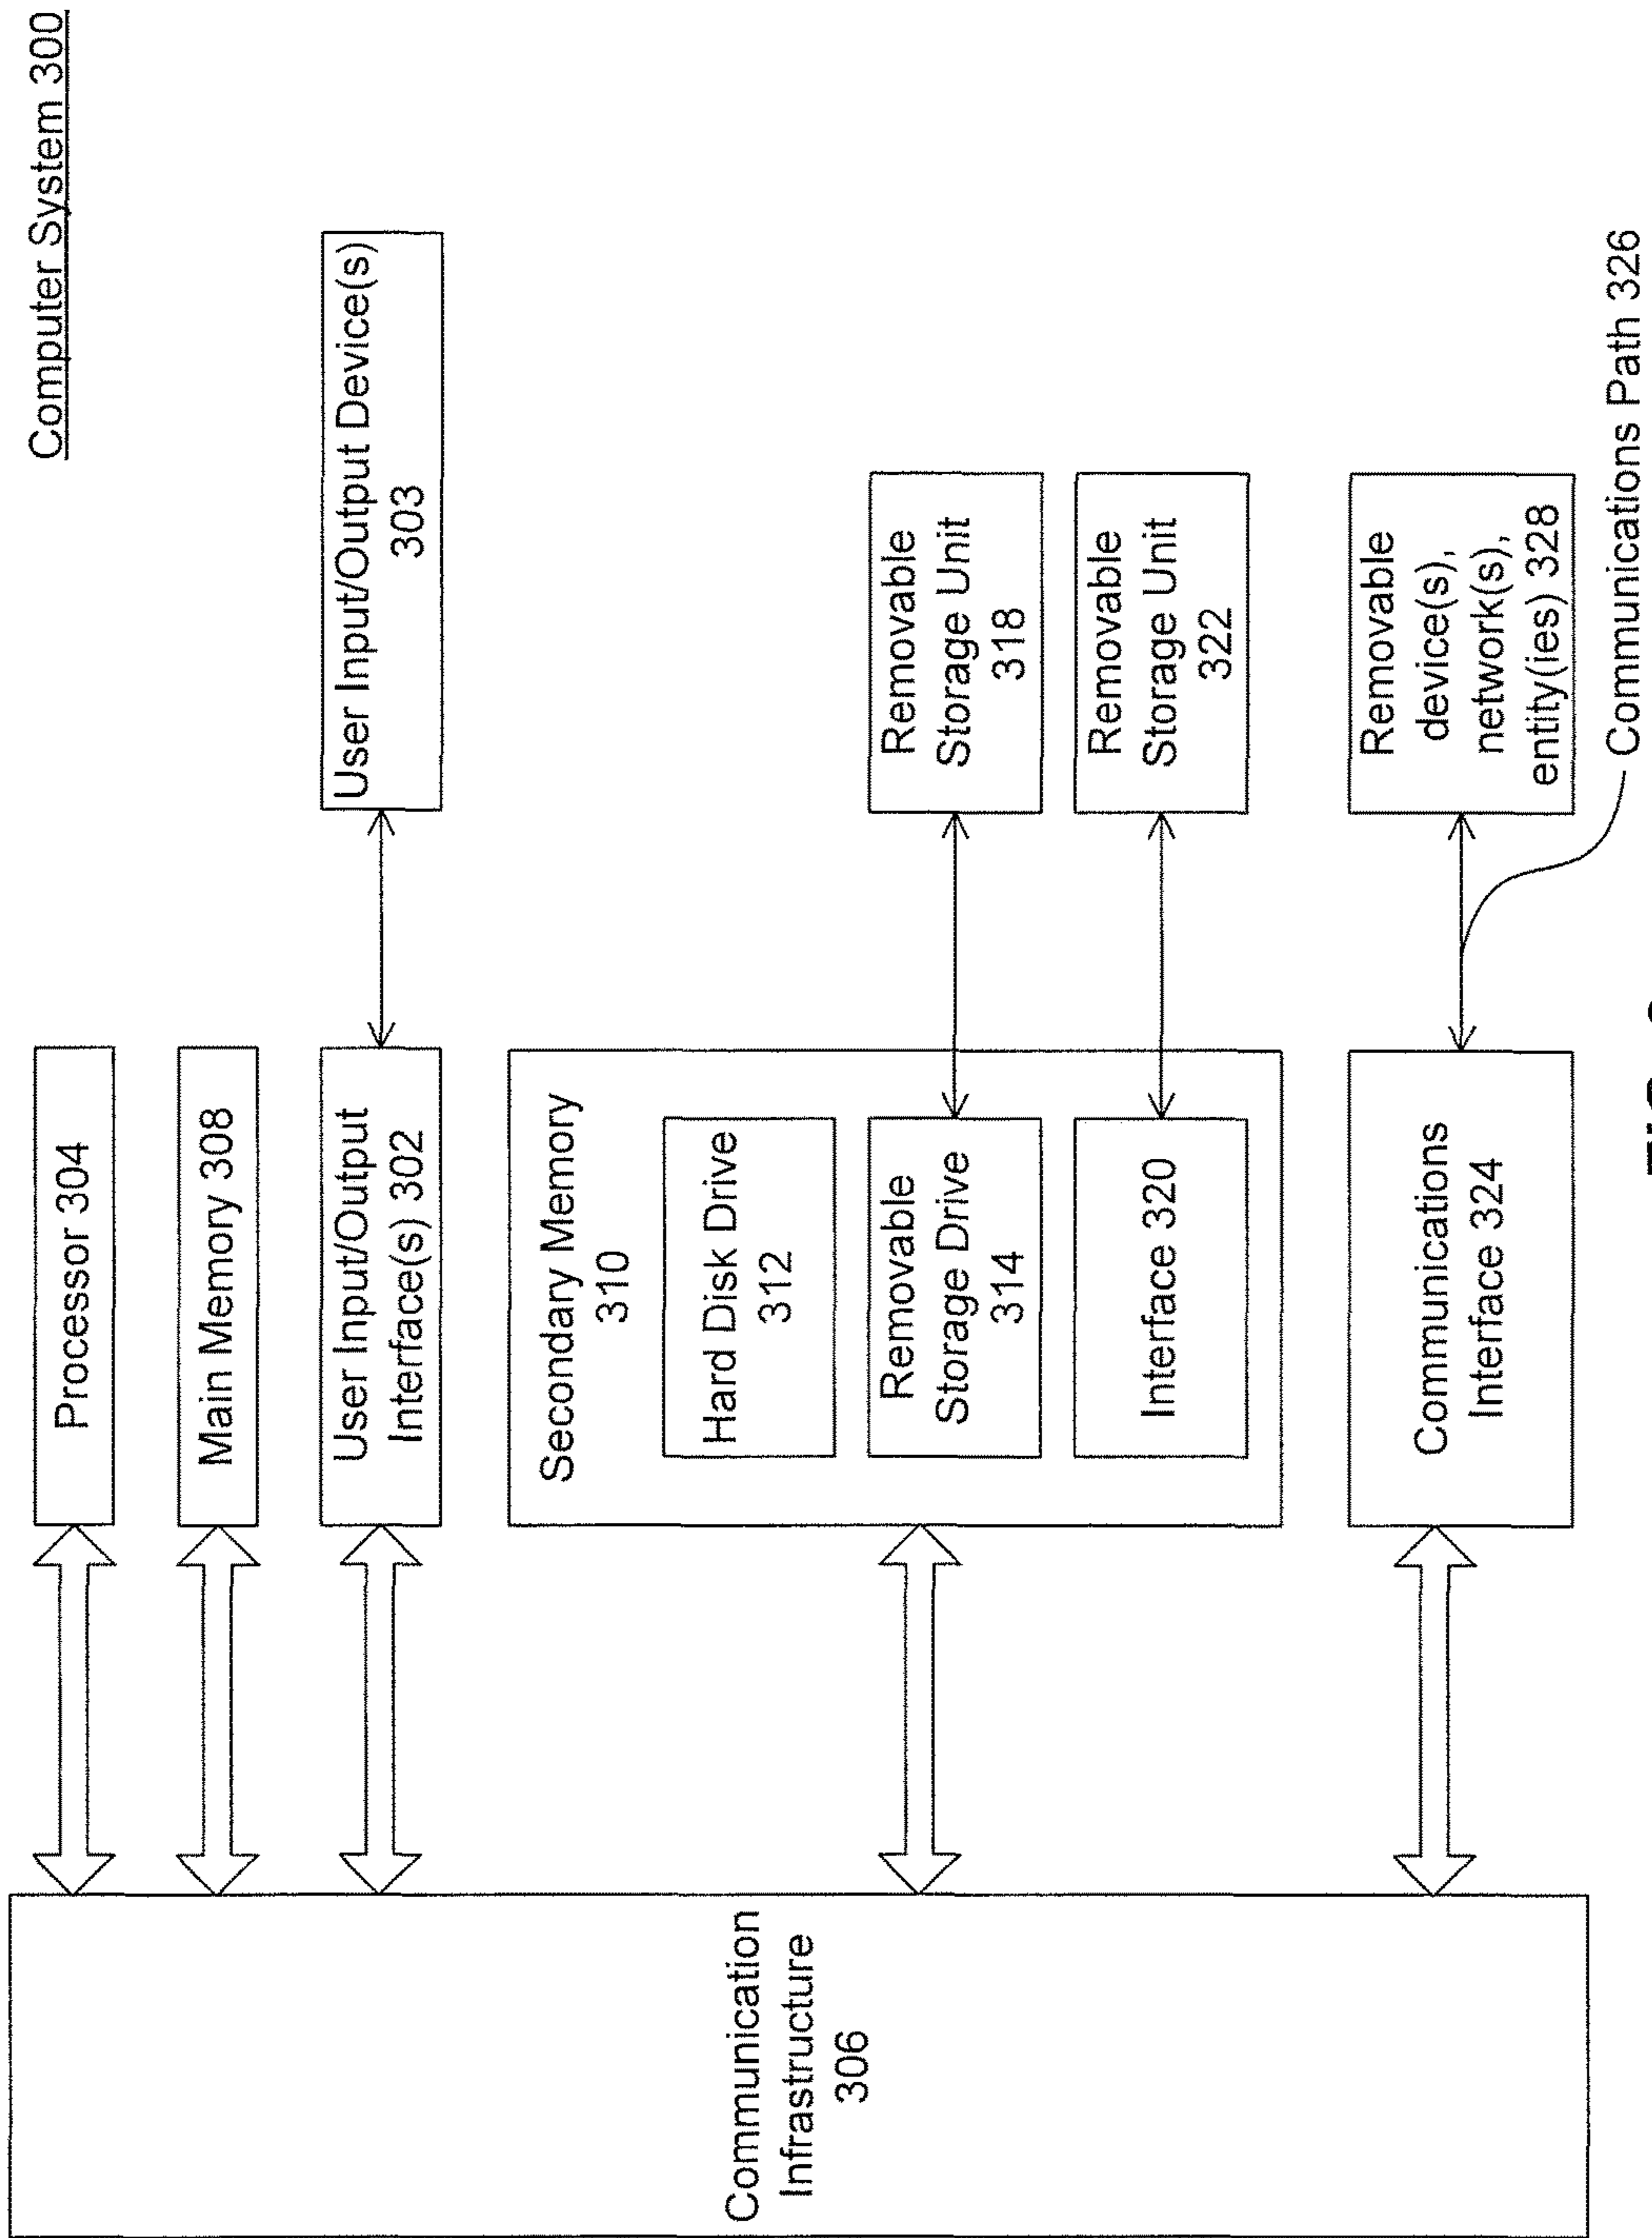 Computer System 300
Processor 304
Main Memory 308
User Input/Output
Interface(s) 302
User Input/Output Device(s)
303
Communication
Infrastructure
306
Secondary Memory
310
Hard Disk Drive
312
Removable
Storage Drive
314
Removable
Storage Unit
318
Interface 320
Removable
Storage Unit
322
Communications
Interface 324
Removable
device(s),
network(s),
entity(ies) 328
Communications Path 326